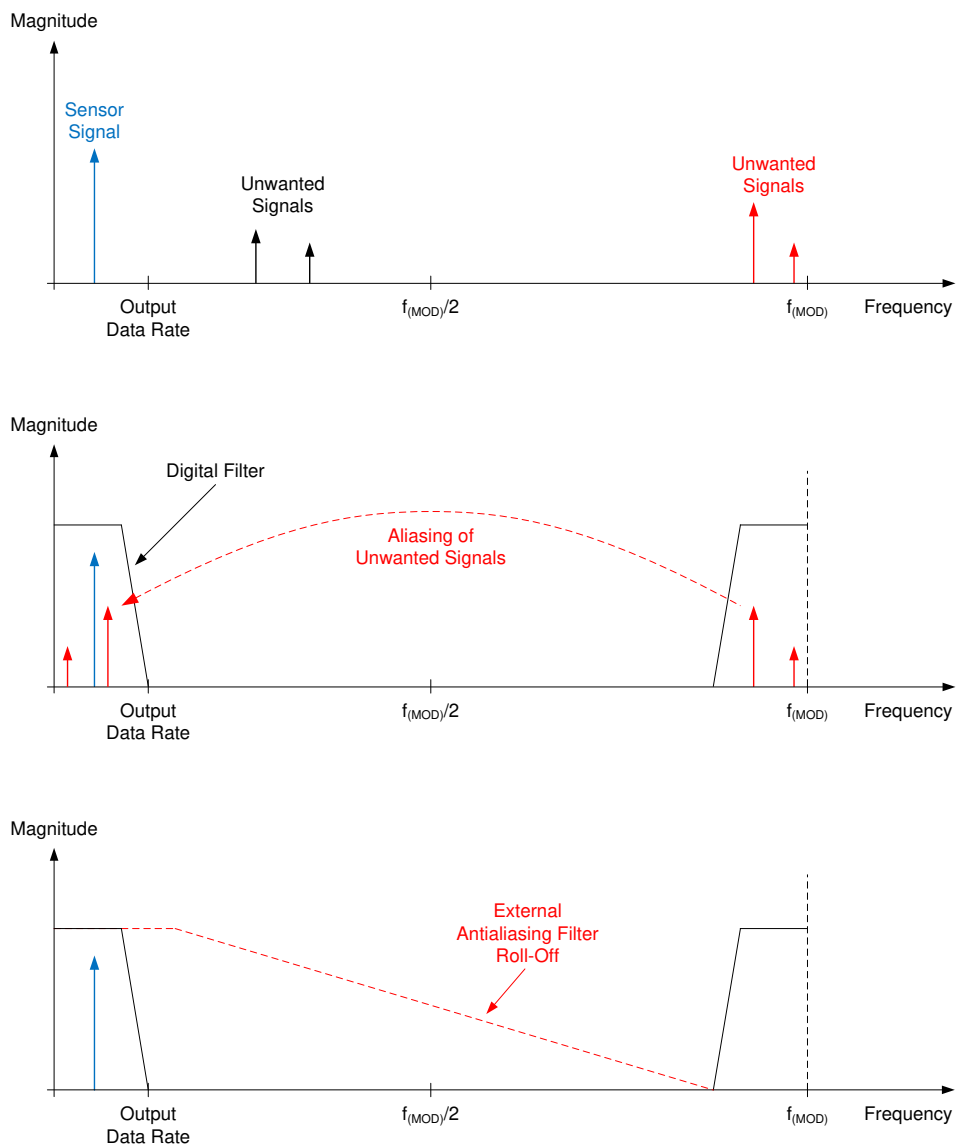 Magnitude
Sensor
Signal
Unwanted
Signals
Unwanted
Signals
Output
Data Rate
f(MOD)/2
f(MOD)
Frequency
Magnitude
Digital Filter
Aliasing of
Unwanted Signals
Output
Data Rate
f(MOD)/2
f(MOD)
Frequency
Magnitude
External
Antialiasing Filter
Roll-Off
Output
Data Rate
f(MOD)/2
f(MOD)
Frequency